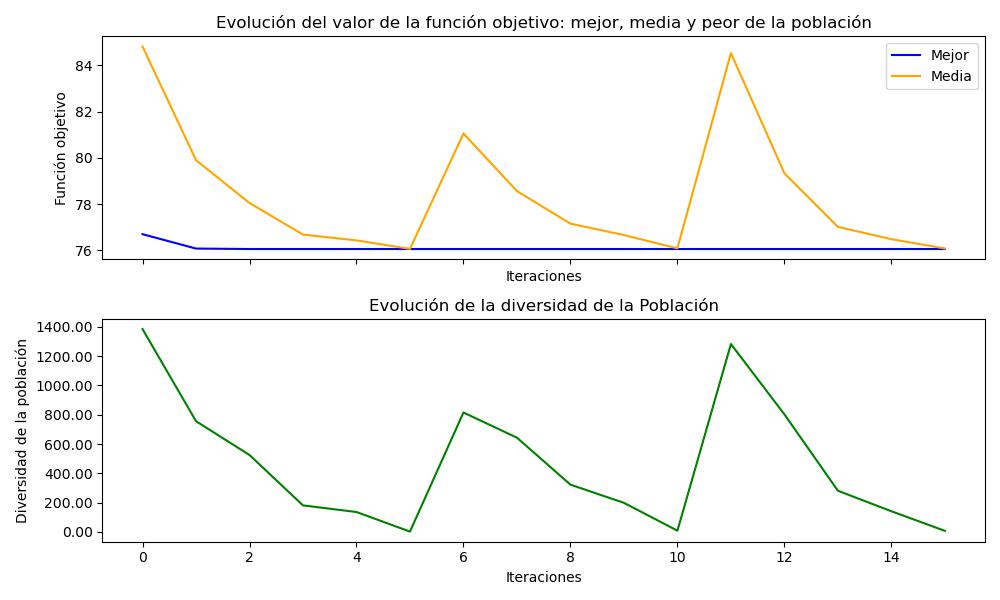 Evolución del valor de la función objetivo: mejor, media y peor de la población
Mejor
Media
84
82
80
78
76
Función objetivo
Iteraciones
Evolución de la diversidad de la Población
1400.00
1200.00
1000.00
800.00
600.00
400.00
200.00
0.00
Diversidad de la población
0 2 4 6 8 10 12 14
Iteraciones